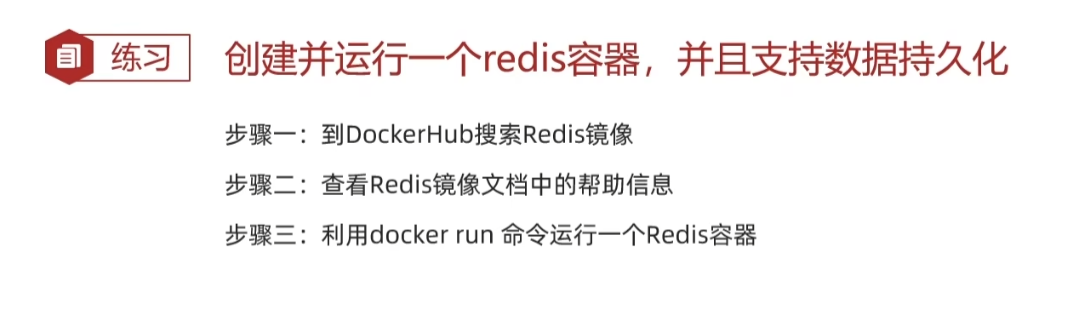 练习 创建并运行一个redis容器，并且支持数据持久化
步骤一：到DockerHub搜索Redis镜像
步骤二：查看Redis镜像文档中的帮助信息
步骤三：利用docker run 命令运行一个Redis容器